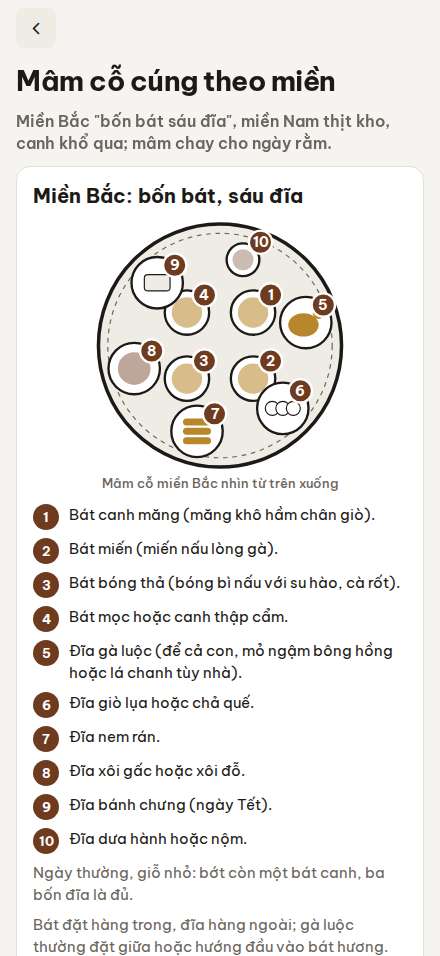 Mâm cỗ cúng theo miền
Miền Bắc "bốn bát sáu đĩa", miền Nam thịt kho,
canh khổ qua; mâm chay cho ngày rằm.
Miền Bắc: bốn bát, sáu đĩa
10
9
4
1
5
8
3
2
6
7
Mâm cỗ miền Bắc nhìn từ trên xuống
1 Bát canh măng (măng khô hầm chân giò).
2 Bát miến (miến nấu lòng gà).
3 Bát bóng thả (bóng bì nấu với su hào, cà rốt).
4 Bát mọc hoặc canh thập cẩm.
5 Đĩa gà luộc (để cả con, mỏ ngậm bông hồng
hoặc lá chanh tùy nhà).
6 Đĩa giò lụa hoặc chả quế.
7 Đĩa nem rán.
8 Đĩa xôi gấc hoặc xôi đỗ.
9 Đĩa bánh chưng (ngày Tết).
10 Đĩa dưa hành hoặc nộm.
Ngày thường, giỗ nhỏ: bớt còn một bát canh, ba
bốn đĩa là đủ.
Bát đặt hàng trong, đĩa hàng ngoài; gà luộc
thường đặt giữa hoặc hướng đầu vào bát hương.